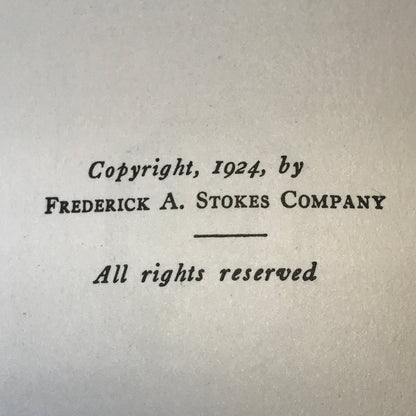 Copyright, 1924, by
FREDERICK A. STOKES COMPANY
All rights reserved